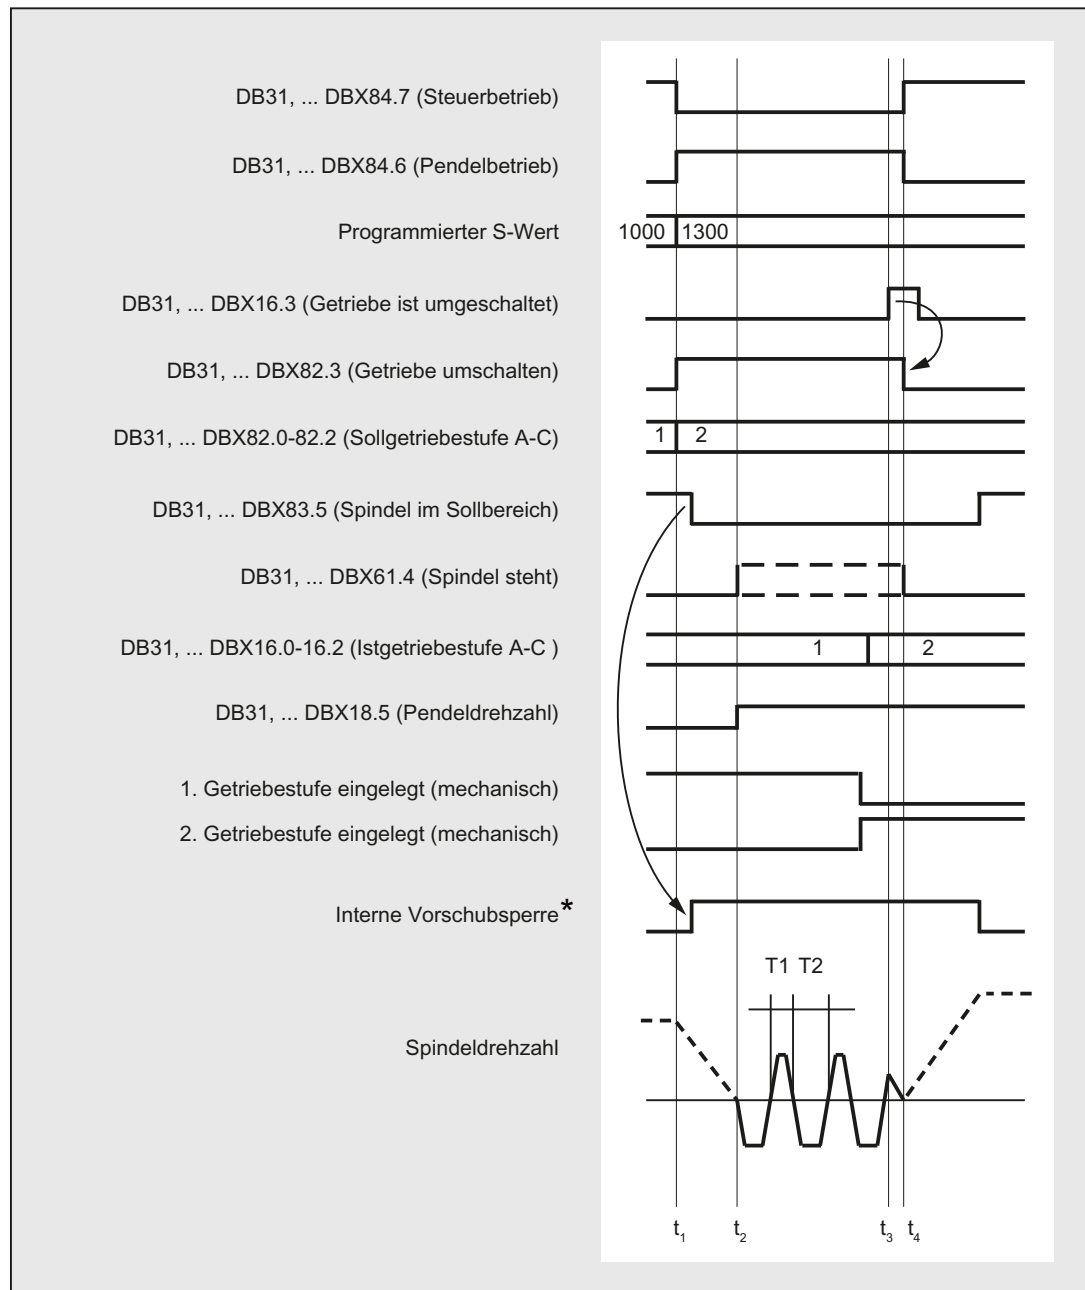 DB31, ... DBX84.7 (Steuerbetrieb)
DB31, ... DBX84.6 (Pendelbetrieb)
Programmierter S-Wert 1000 1300
DB31, ... DBX16.3 (Getriebe ist umgeschaltet)
DB31, ... DBX82.3 (Getriebe umschalten)
DB31, ... DBX82.0-82.2 (Sollgetriebestufe A-C) 1 2
DB31, ... DBX83.5 (Spindel im Sollbereich)
DB31, ... DBX61.4 (Spindel steht)
DB31, ... DBX16.0-16.2 (Istgetriebestufe A-C ) 1 2
DB31, ... DBX18.5 (Pendeldrehzahl)
1. Getriebestufe eingelegt (mechanisch)
2. Getriebestufe eingelegt (mechanisch)
Interne Vorschubsperre*
T1 T2
Spindeldrehzahl
t1 t2 t3 t4